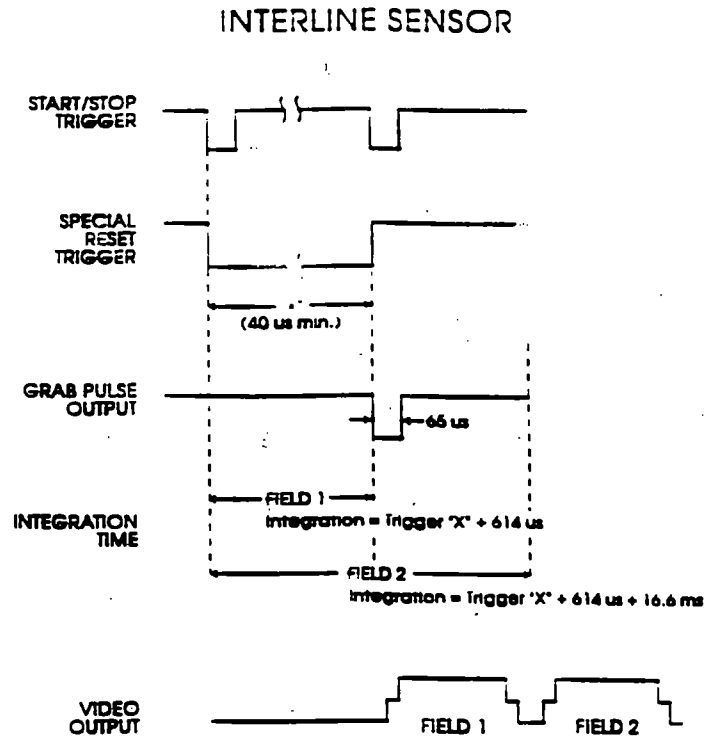 INTERLINE SENSOR
START/STOP
TRIGGER
SPECIAL
RESET
TRIGGER
(40 us min.)
GRAB PULSE
OUTPUT
65 us
FIELD 1
Integration = Trigger "X" + 614 us
INTEGRATION
TIME
FIELD 2
Integration = Trigger "X" + 614 us + 16.6 ms
VIDEO
OUTPUT
FIELD 1
FIELD 2